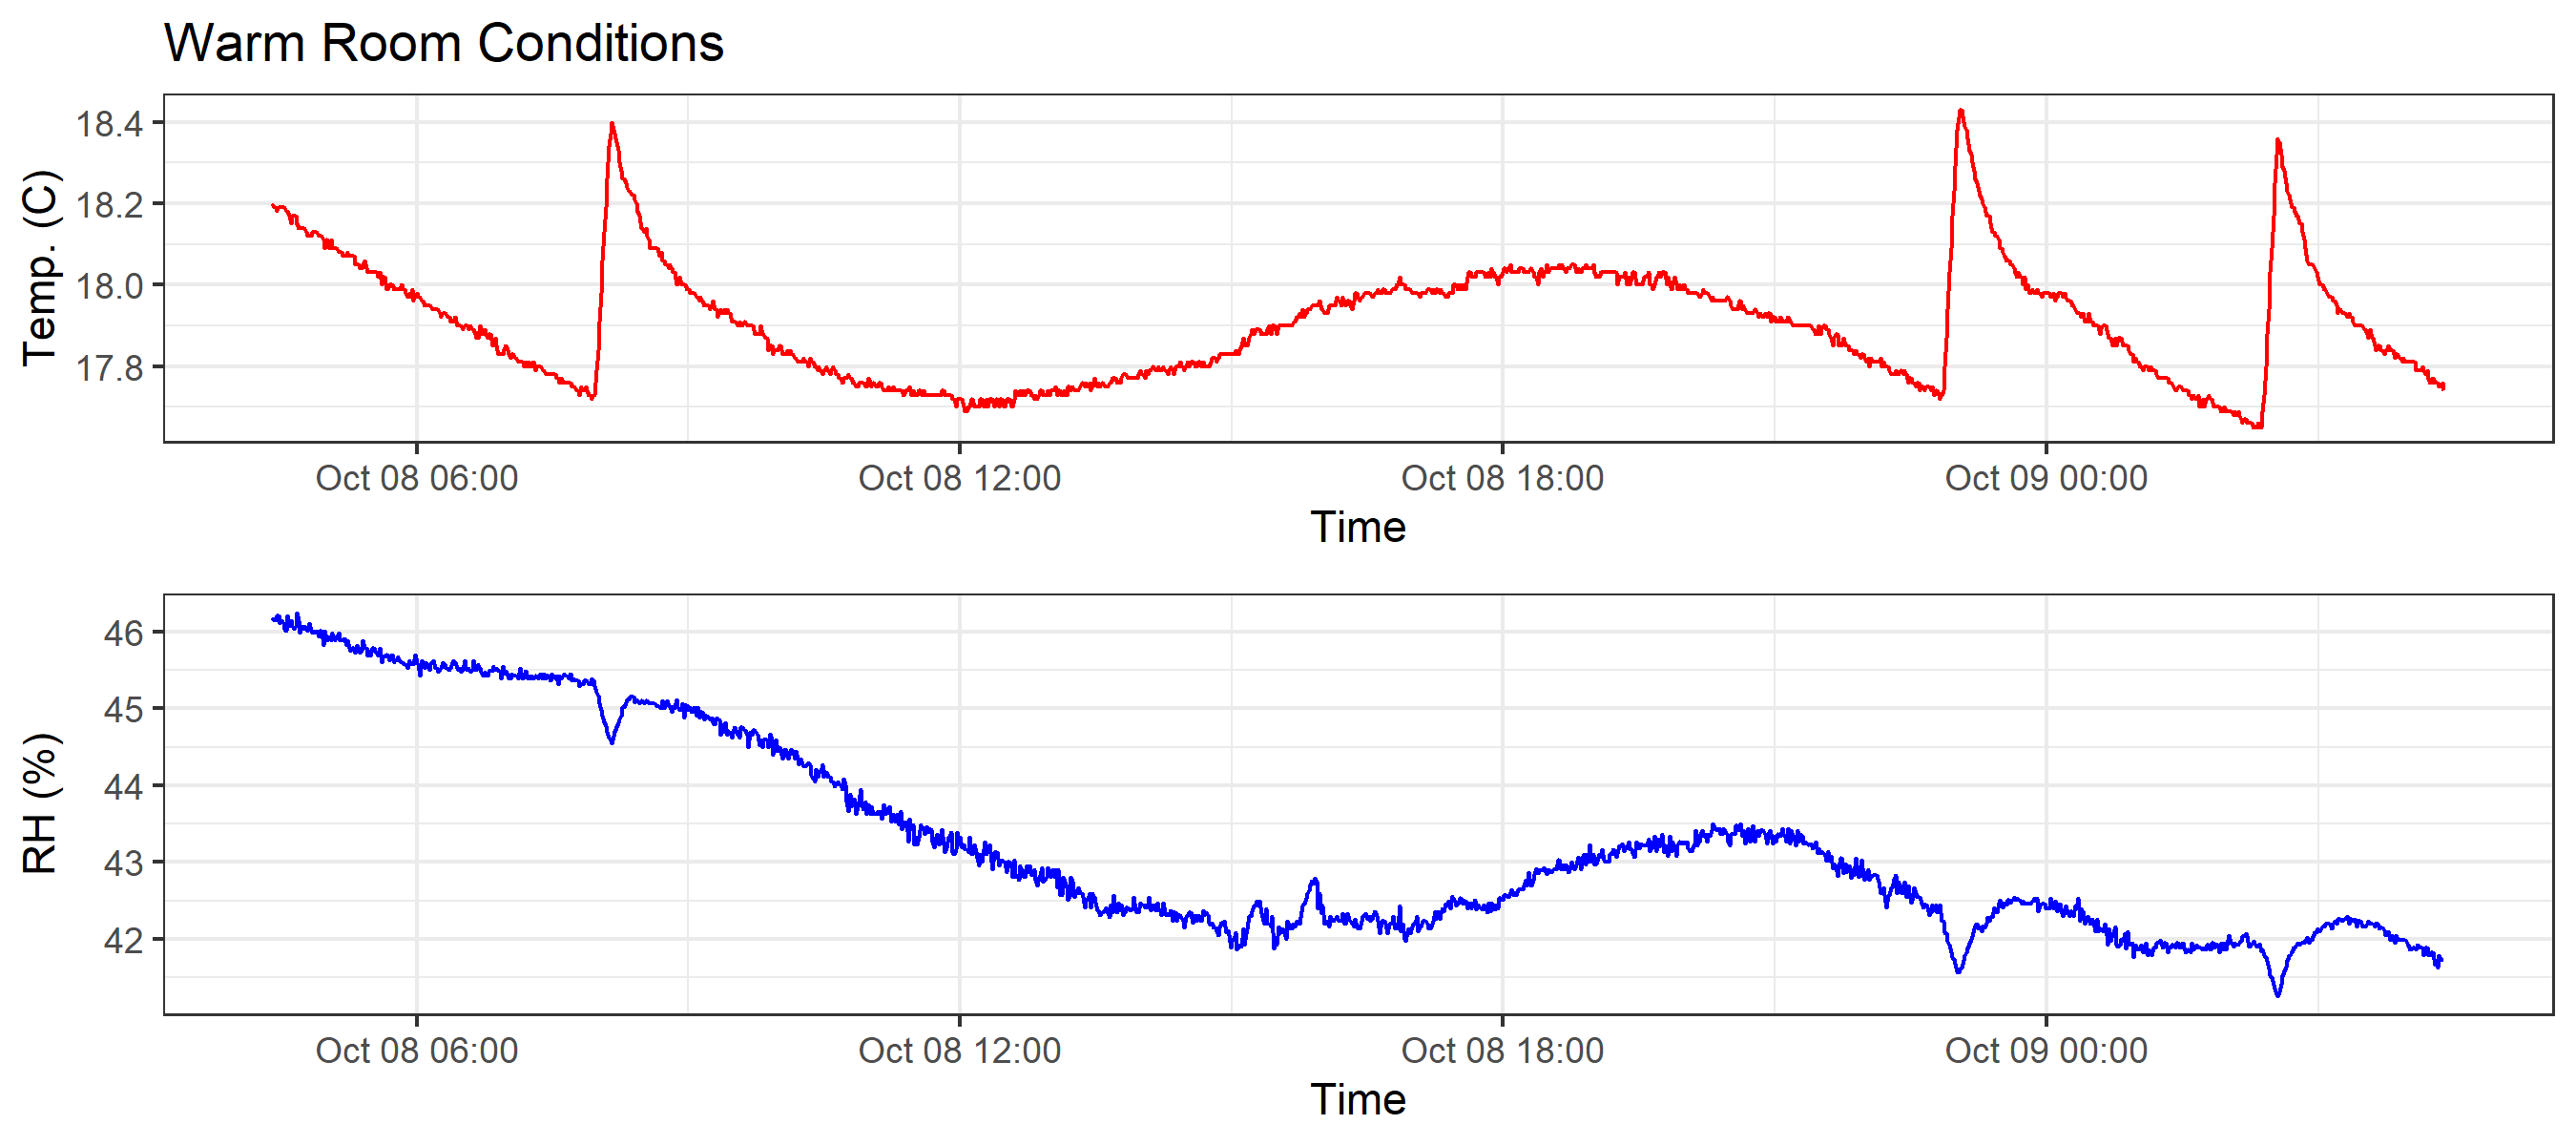 Warm Room Conditions
Temp. (C)
18.4
18.2
18.0
17.8
Oct 08 06:00 Oct 08 12:00 Oct 08 18:00 Oct 09 00:00
Time
RH (%)
46
45
44
43
42
Oct 08 06:00 Oct 08 12:00 Oct 08 18:00 Oct 09 00:00
Time